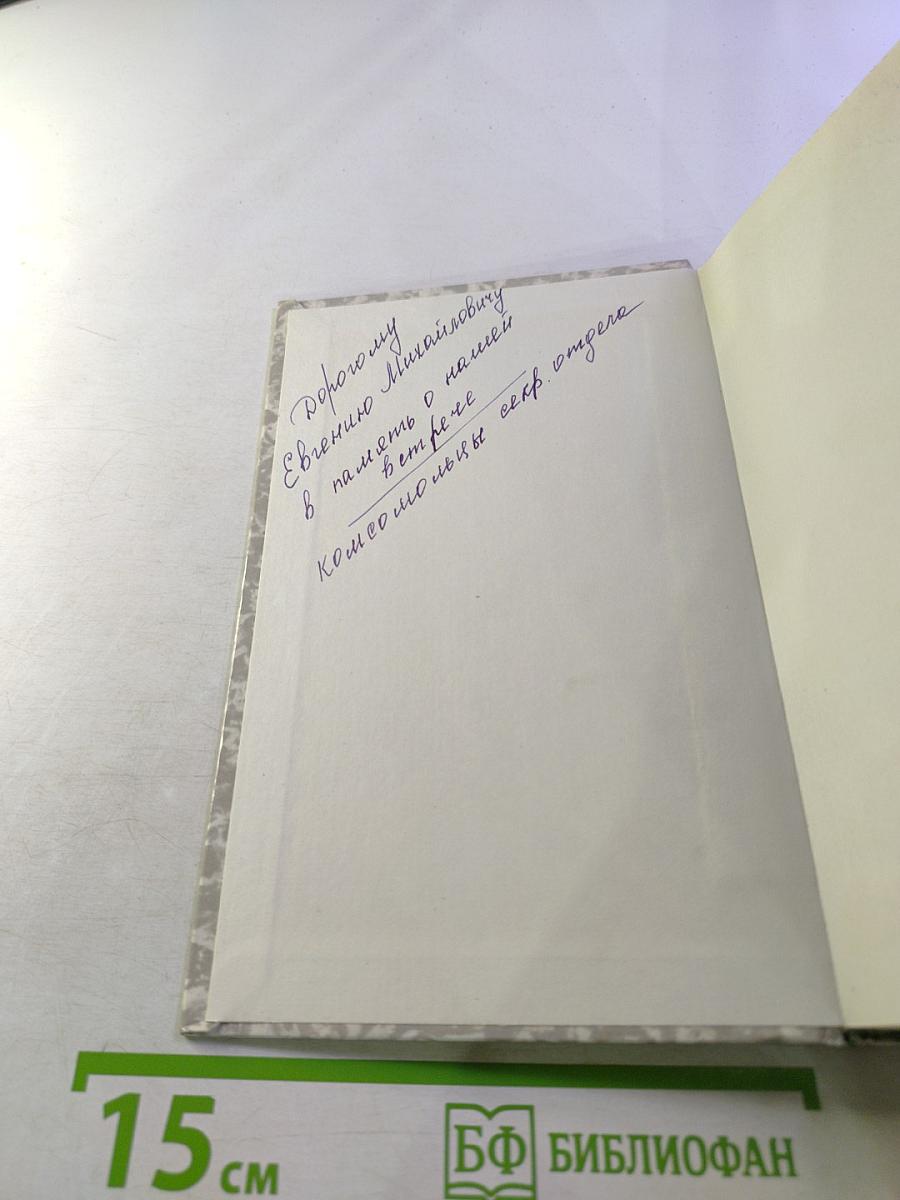 Дорогому
Евгению Михайловичу
в память о нашей
встрече
комсомольцы секр. отдела
15 см
БФ БИБЛИОФАН